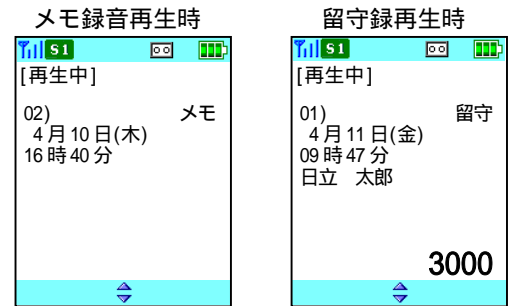 メモ録音再生時
S1
[再生中]
02) メモ
4月10日(木)
16時40分
留守録再生時
S1
[再生中]
01) 留守
4月11日(金)
09時47分
日立 太郎
3000